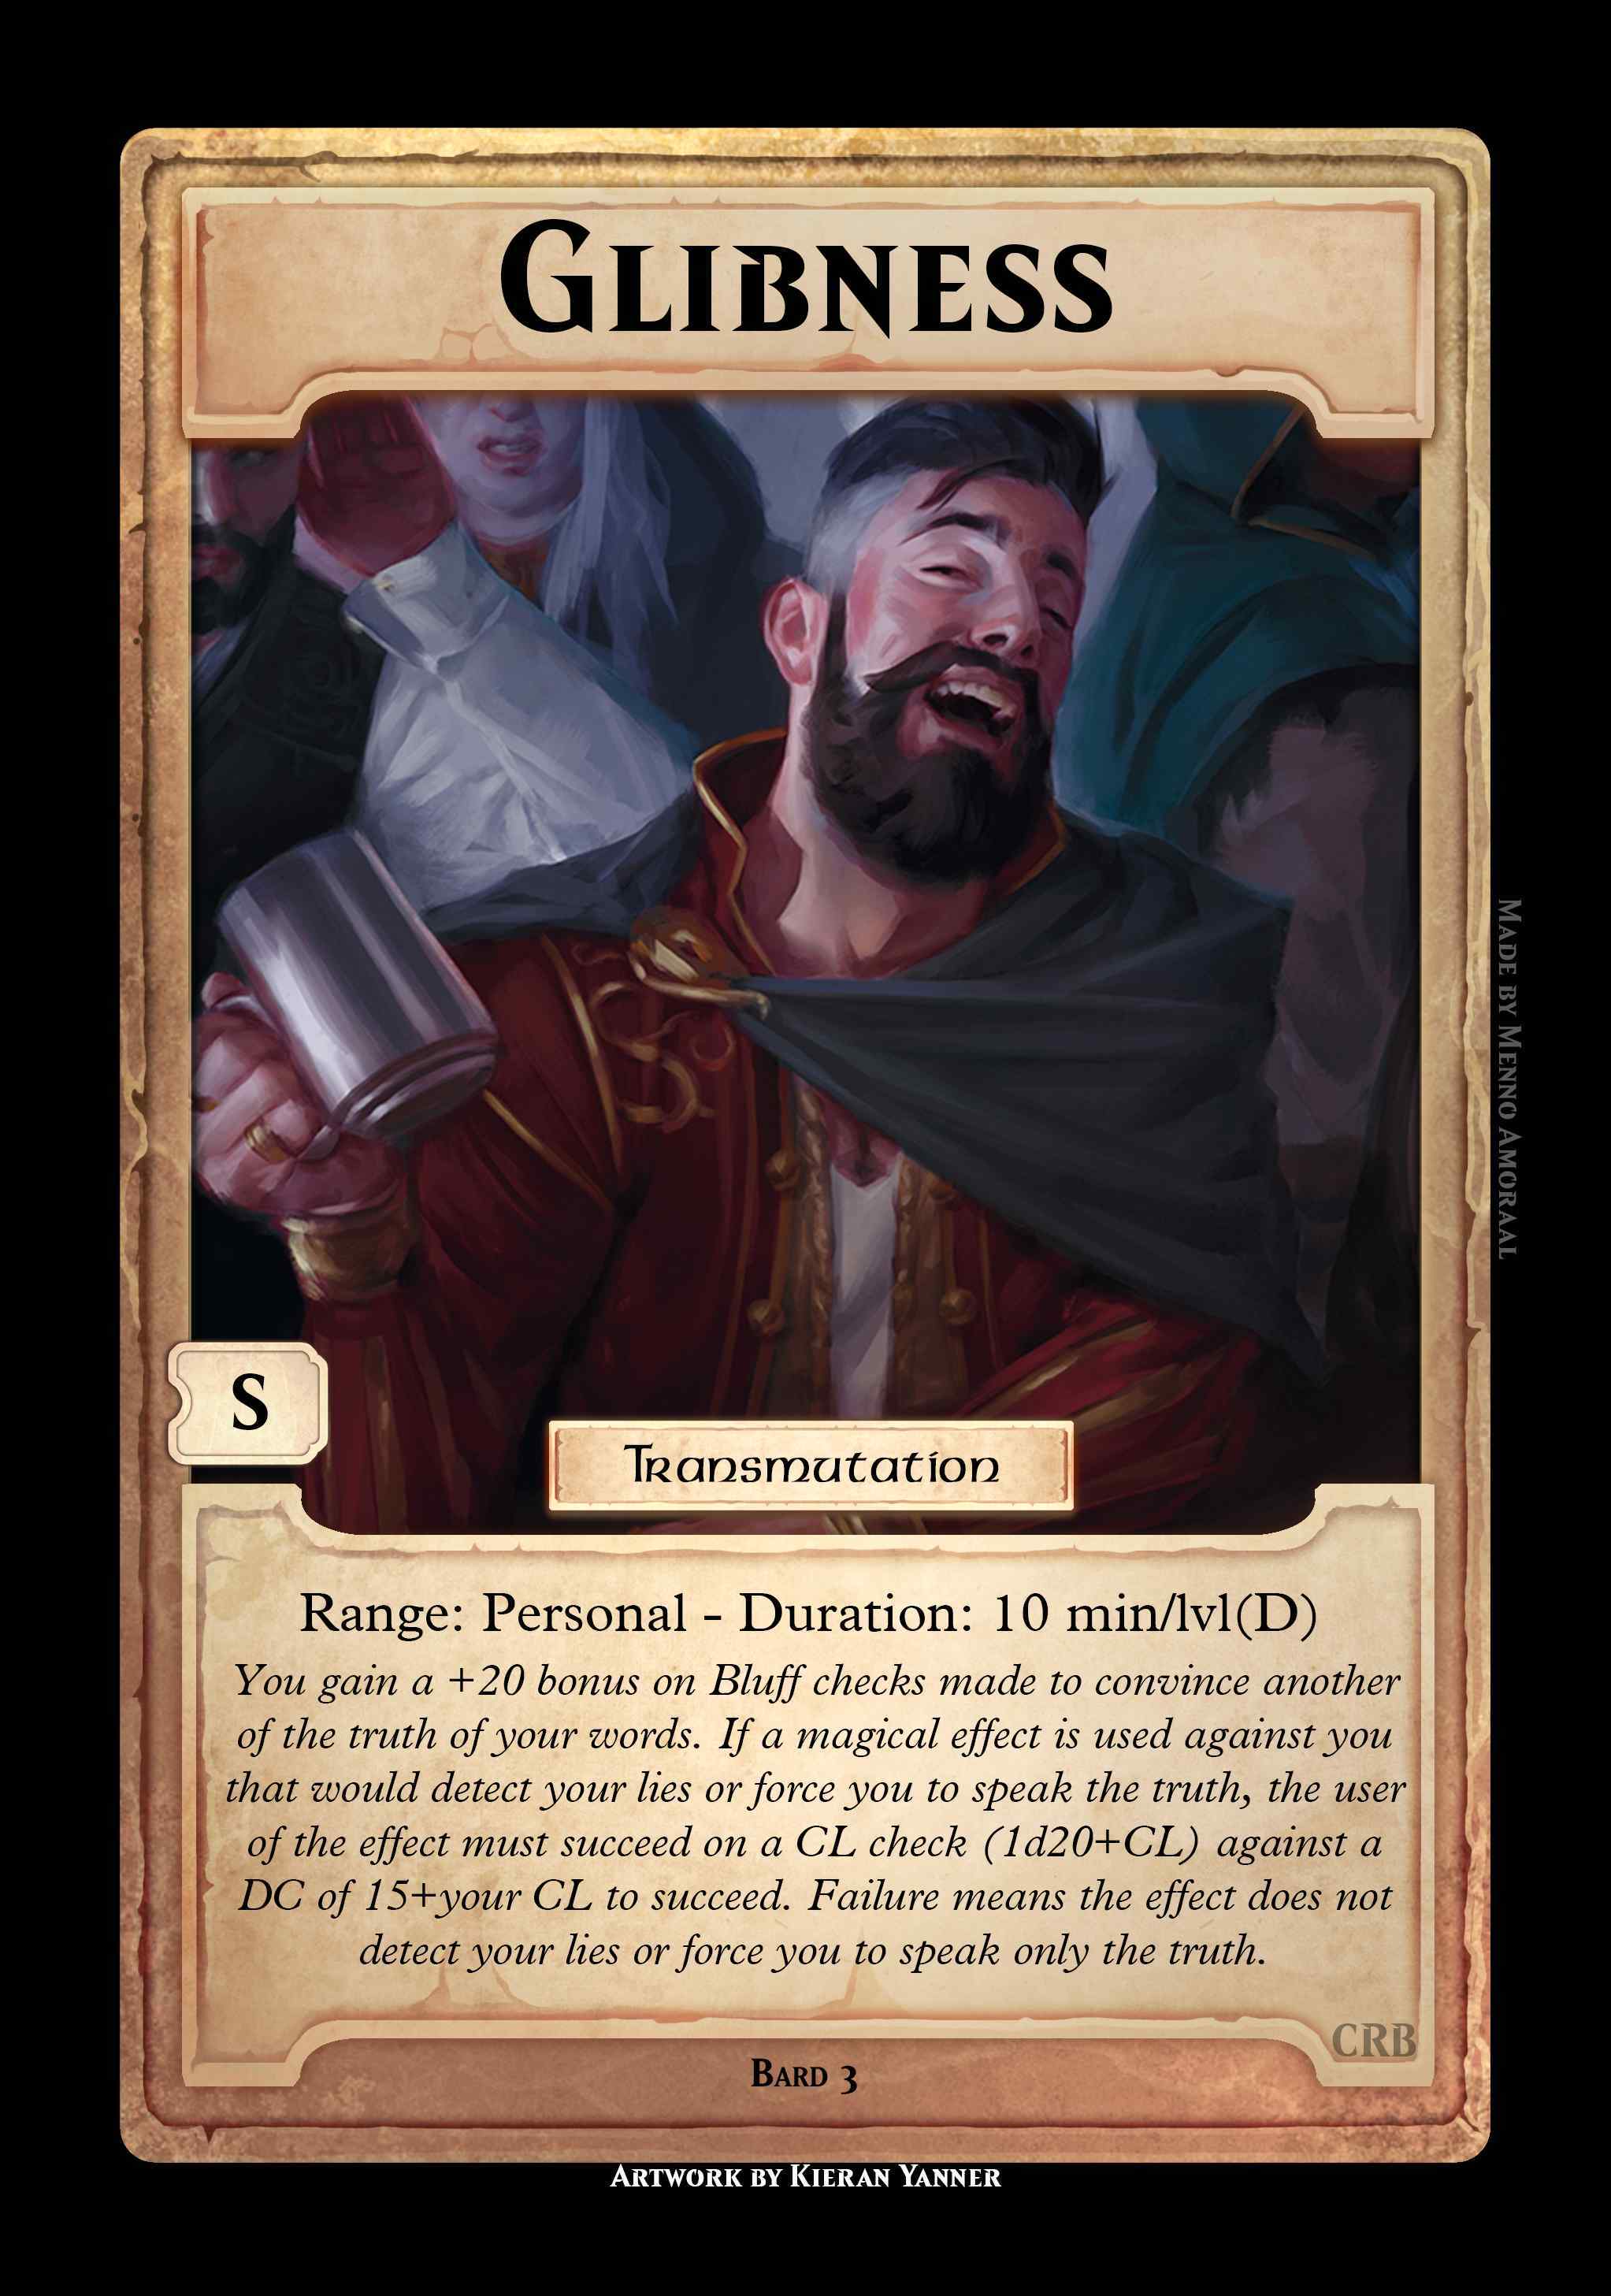 Glibness
S
Transmutation
Range: Personal - Duration: 10 min/lvl(D)
You gain a +20 bonus on Bluff checks made to convince another
of the truth of your words. If a magical effect is used against you
that would detect your lies or force you to speak the truth, the user
of the effect must succeed on a CL check (1d20+CL) against a
DC of 15+your CL to succeed. Failure means the effect does not
detect your lies or force you to speak only the truth.
CRB
Bard 3
Artwork by Kieran Yanner
Made by Menno Amoraal